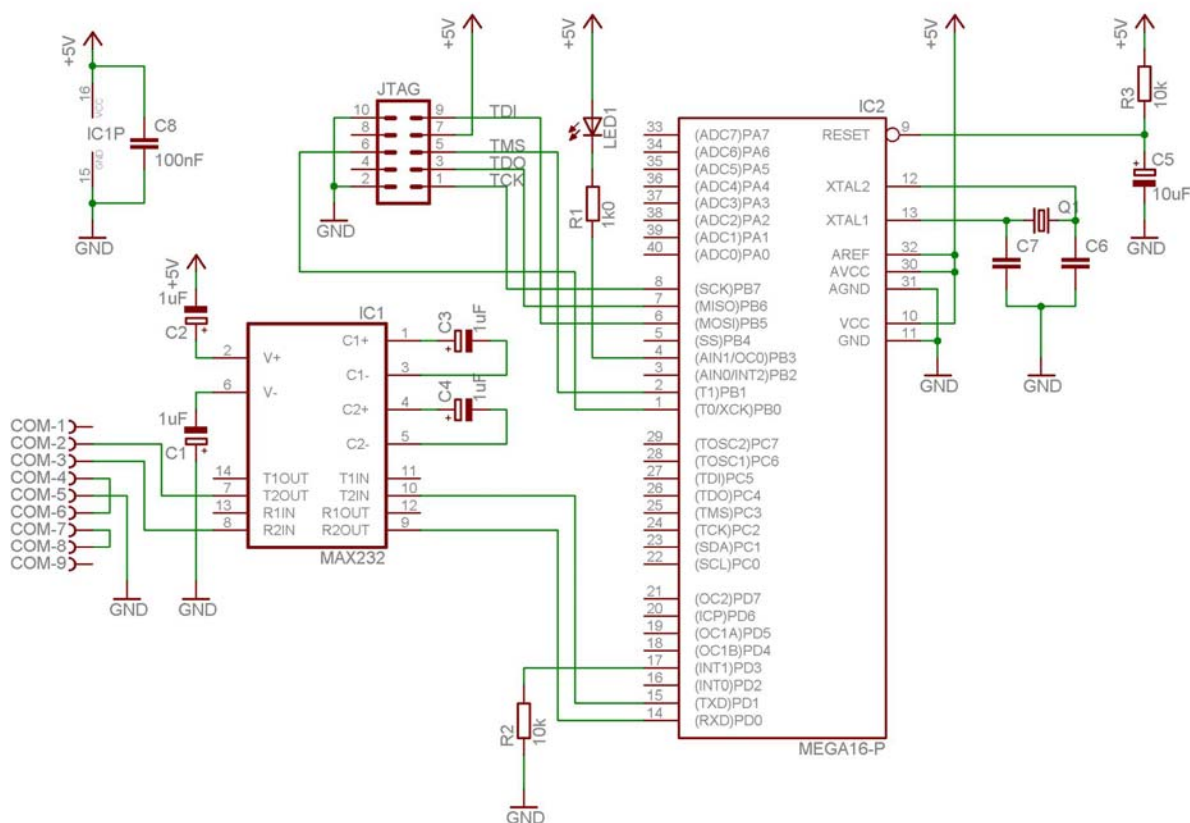 +5V
16
VCC
IC1P
GND
15
C8
100nF
GND
JTAG
10
8
6
4
2
9
7
5
3
1
TDI
TMS
TDO
TCK
+5V
GND
+5V
LED1
R1
1k0
+5V
+5V
R3
10k
C5
10uF
GND
IC2
33 (ADC7)PA7
34 (ADC6)PA6
35 (ADC5)PA5
36 (ADC4)PA4
37 (ADC3)PA3
38 (ADC2)PA2
39 (ADC1)PA1
40 (ADC0)PA0
8 (SCK)PB7
7 (MISO)PB6
6 (MOSI)PB5
5 (SS)PB4
4 (AIN1/OC0)PB3
3 (AIN0/INT2)PB2
2 (T1)PB1
1 (T0/XCK)PB0
29 (TOSC2)PC7
28 (TOSC1)PC6
27 (TDI)PC5
26 (TDO)PC4
25 (TMS)PC3
24 (TCK)PC2
23 (SDA)PC1
22 (SCL)PC0
21 (OC2)PD7
20 (ICP)PD6
19 (OC1A)PD5
18 (OC1B)PD4
17 (INT1)PD3
16 (INT0)PD2
15 (TXD)PD1
14 (RXD)PD0
RESET 9
XTAL2 12
XTAL1 13
AREF 32
AVCC 30
AGND 31
VCC 10
GND 11
MEGA16-P
Q1
C7
C6
GND
GND
+5V
1uF
C2
1uF
C1
IC1
2 V+
6 V-
14 T1OUT
7 T2OUT
13 R1IN
8 R2IN
C1+ 1
C1- 3
C2+ 4
C2- 5
T1IN 11
T2IN 10
R1OUT 12
R2OUT 9
MAX232
C3
1uF
C4
1uF
COM-1
COM-2
COM-3
COM-4
COM-5
COM-6
COM-7
COM-8
COM-9
GND
GND
R2
10k
GND